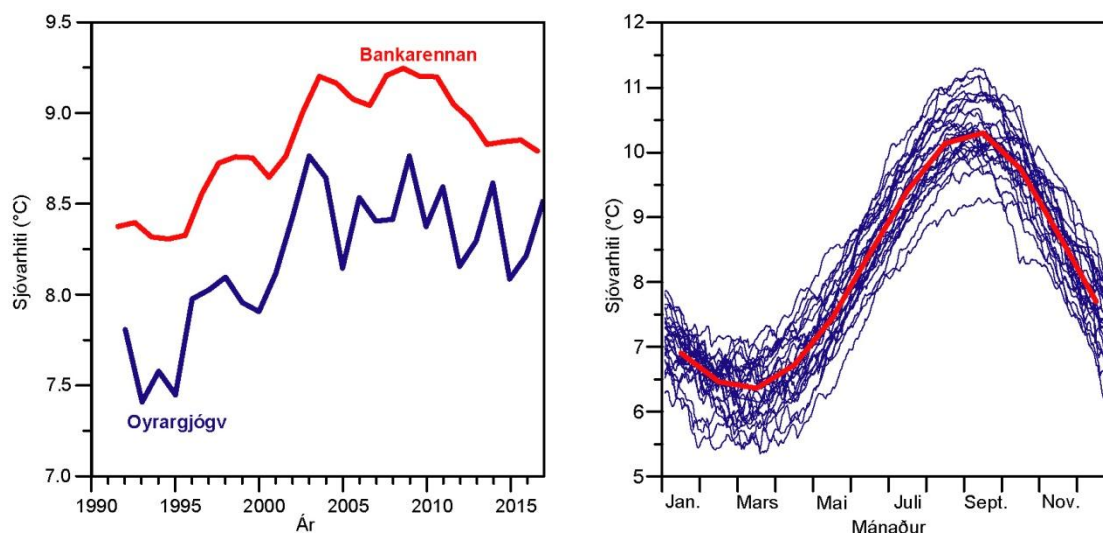 9.5
9.0
8.5
8.0
7.5
7.0
Sjóvarhiti (°C)
Bankarennan
Oyrargjógv
1990 1995 2000 2005 2010 2015
Ár
12
11
10
9
8
7
6
5
Sjóvarhiti (°C)
Jan. Mars Mai Juli Sept. Nov.
Mánaður